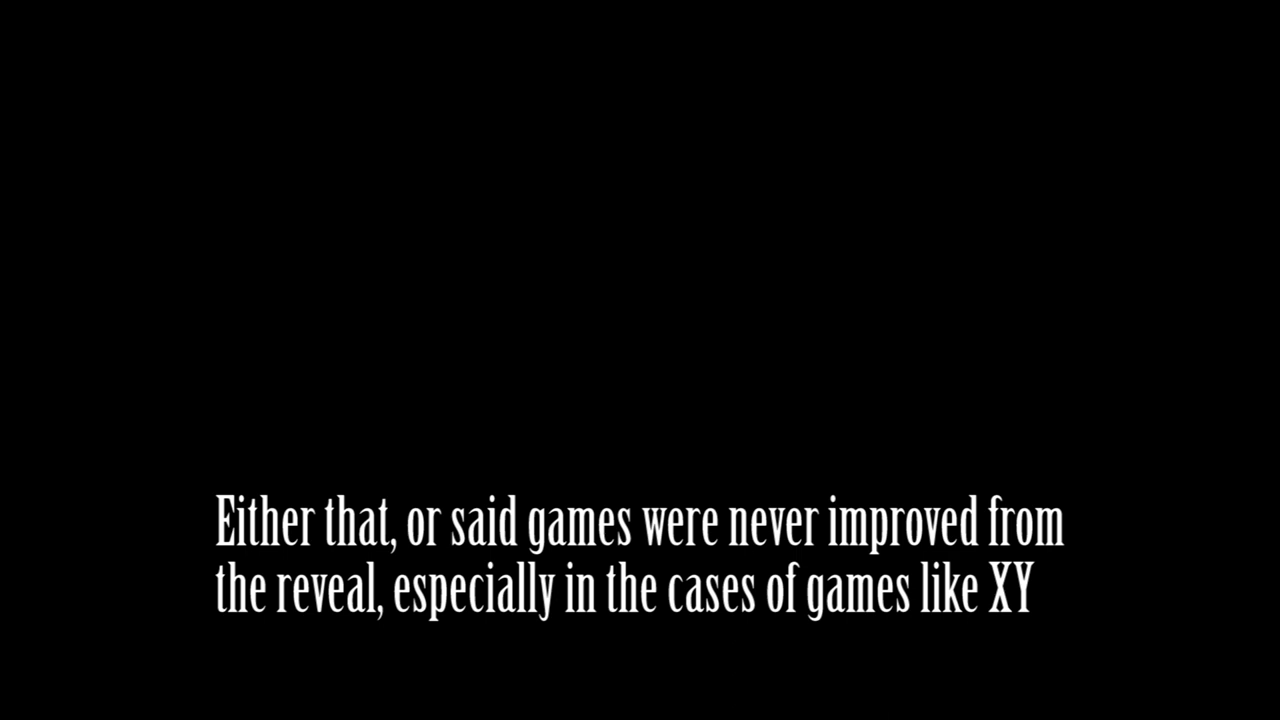 Either that, or said games were never improved from
the reveal, especially in the cases of games like XY